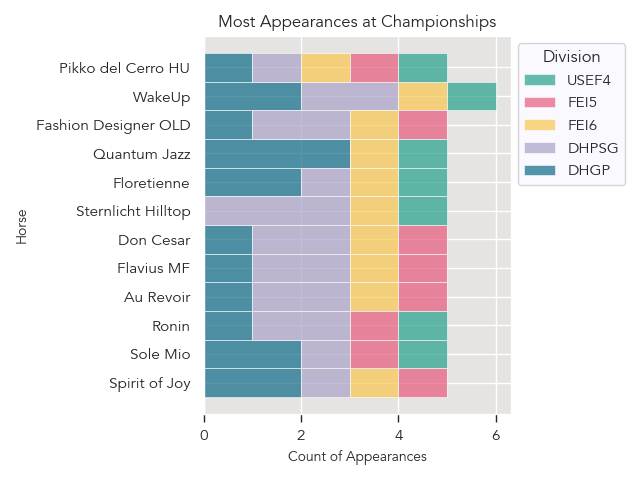 Most Appearances at Championships
Division
USEF4
FEI5
FEI6
DHPSG
DHGP
Horse
Pikko del Cerro HU
WakeUp
Fashion Designer OLD
Quantum Jazz
Floretienne
Sternlicht Hilltop
Don Cesar
Flavius MF
Au Revoir
Ronin
Sole Mio
Spirit of Joy
0 2 4 6
Count of Appearances